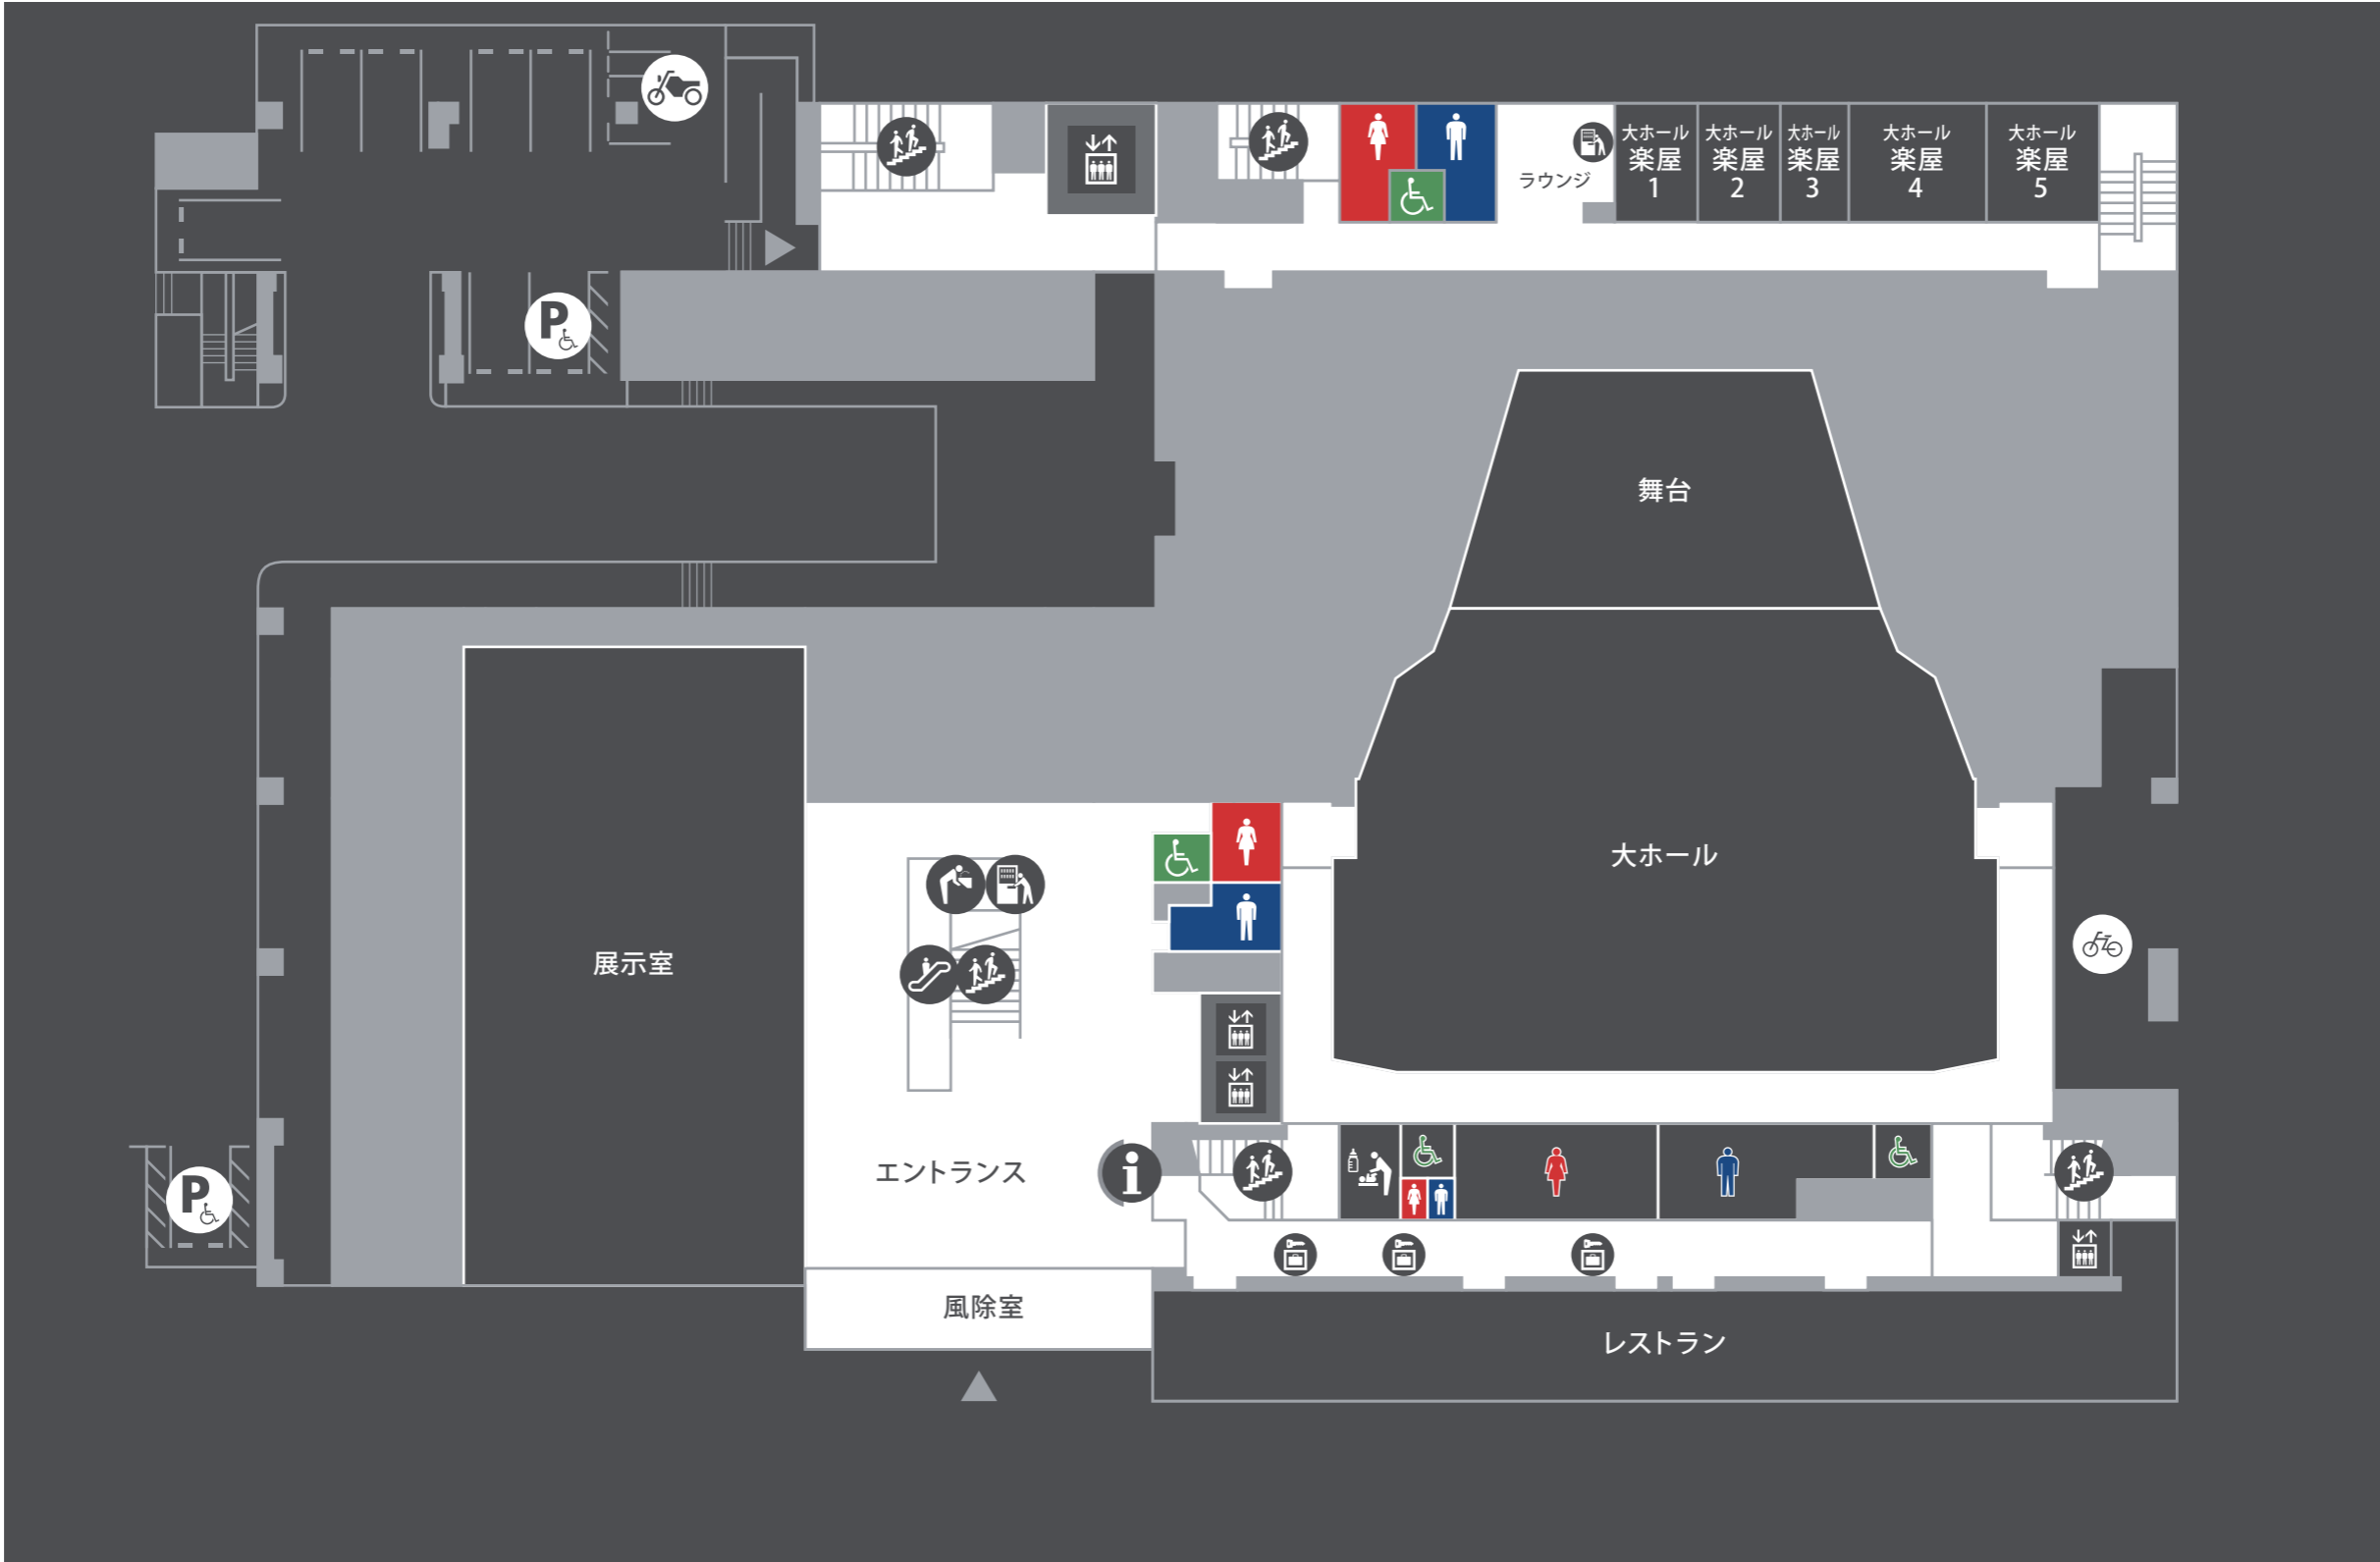 大ホール
楽屋
1
大ホール
楽屋
2
大ホール
楽屋
3
大ホール
楽屋
4
大ホール
楽屋
5
ラウンジ
P
舞台
大ホール
展示室
エントランス
i
P
風除室
レストラン